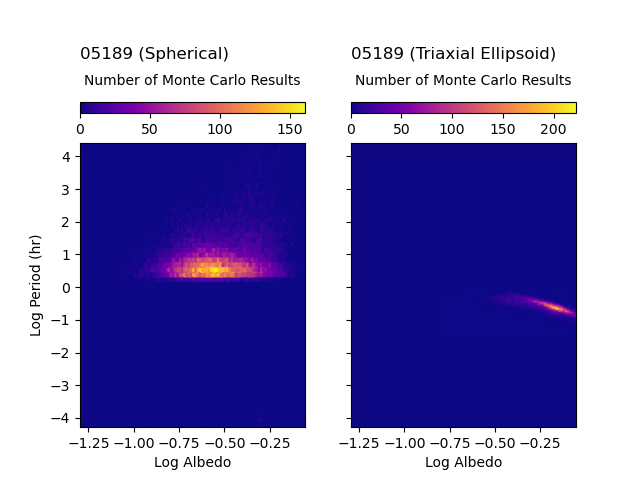 05189 (Spherical)
Number of Monte Carlo Results
0 50 100 150
4
3
2
1
0
−1
−2
−3
−4
Log Period (hr)
−1.25 −1.00 −0.75 −0.50 −0.25
Log Albedo
05189 (Triaxial Ellipsoid)
Number of Monte Carlo Results
0 50 100 150 200
−1.25 −1.00 −0.75 −0.50 −0.25
Log Albedo